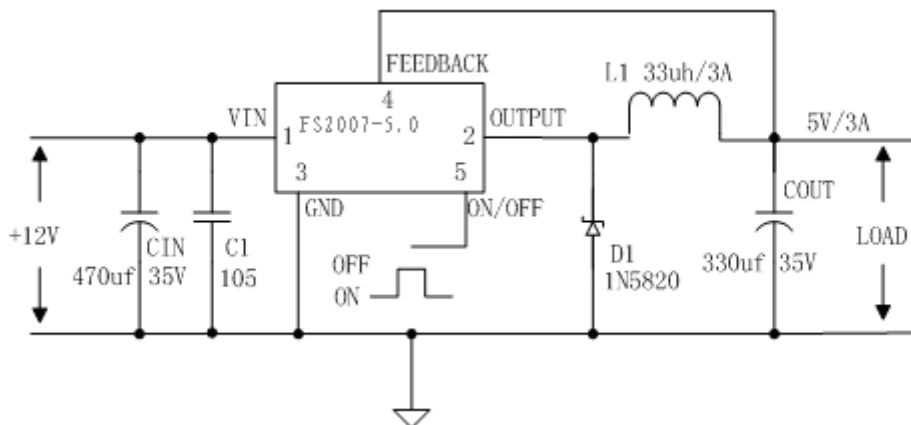 FEEDBACK
L1 33uh/3A
4
VIN
FS2007-5.0
OUTPUT
5V/3A
1
2
3
5
GND
ON/OFF
COUT
+12V
CIN
C1
OFF
D1
LOAD
470uf
35V
105
ON
1N5820
330uf
35V